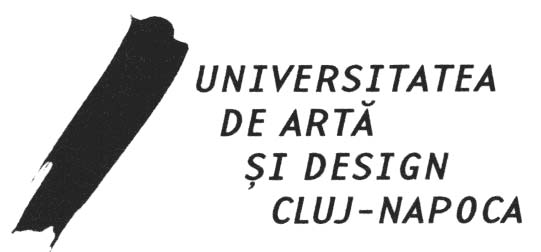 UNIVERSITATEA
DE ARTĂ
ȘI DESIGN
CLUJ-NAPOCA